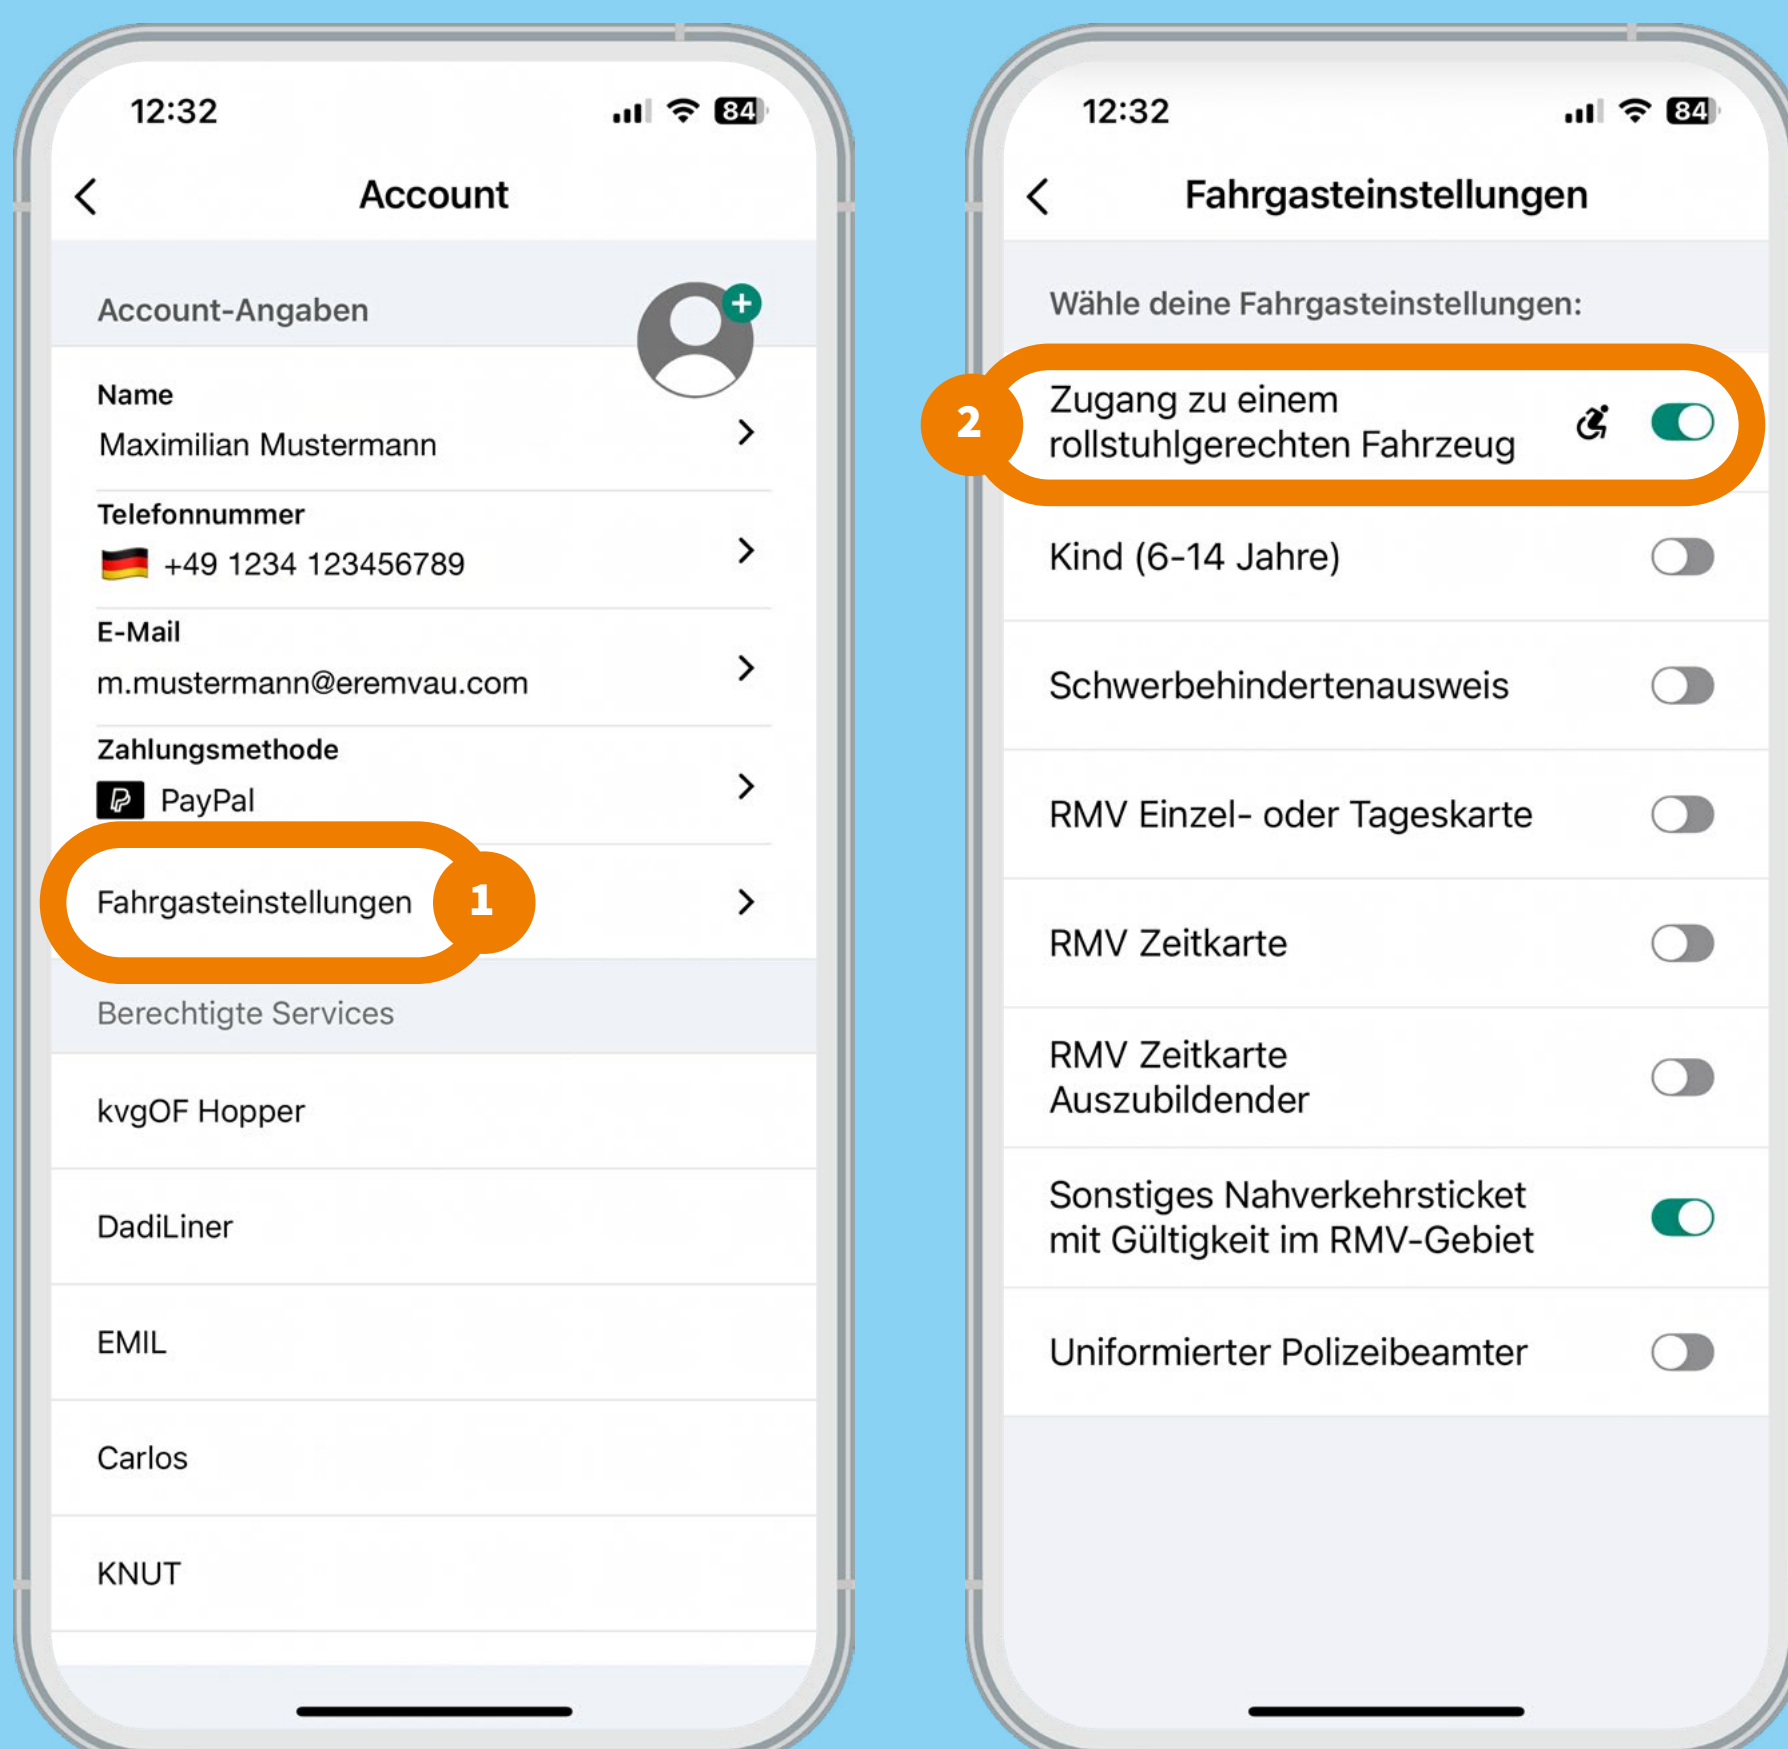 12:32
84
Account
Account-Angaben
Name
Maximilian Mustermann
Telefonnummer
+49 1234 123456789
E-Mail
m.mustermann@eremvau.com
Zahlungsmethode
PayPal
Fahrgasteinstellungen
1
Berechtigte Services
kvgOF Hopper
DadiLiner
EMIL
Carlos
KNUT
12:32
84
Fahrgasteinstellungen
Wähle deine Fahrgasteinstellungen:
2
Zugang zu einem
rollstuhlgerechten Fahrzeug
Kind (6-14 Jahre)
Schwerbehindertenausweis
RMV Einzel- oder Tageskarte
RMV Zeitkarte
RMV Zeitkarte
Auszubildender
Sonstiges Nahverkehrsticket
mit Gültigkeit im RMV-Gebiet
Uniformierter Polizeibeamter